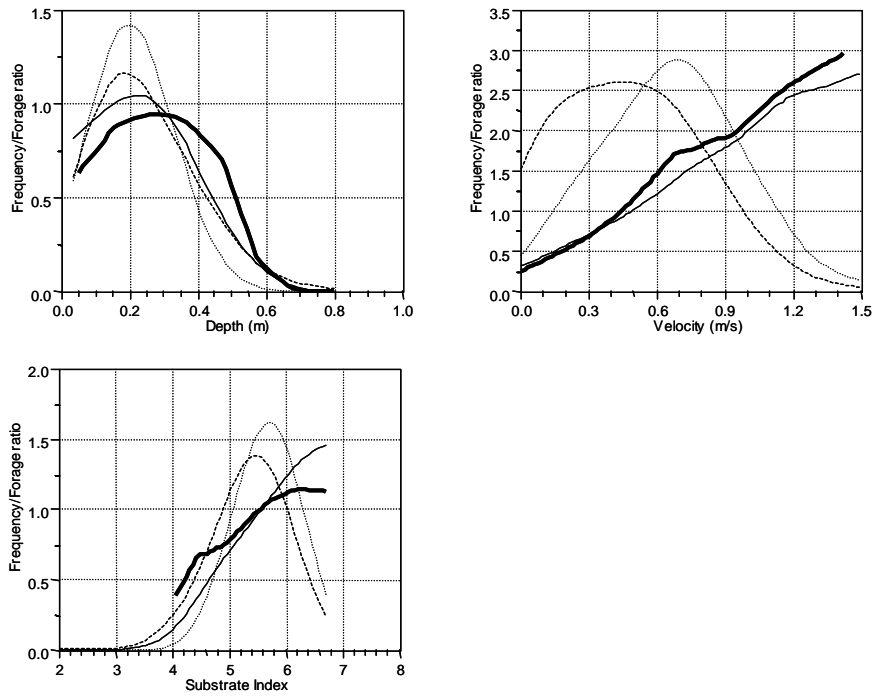 1.5
1.0
0.5
0.0
Frequency/Forage ratio
0.0 0.2 0.4 0.6 0.8 1.0
Depth (m)
3.5
3.0
2.5
2.0
1.5
1.0
0.5
0.0
Frequency/Forage ratio
0.0 0.3 0.6 0.9 1.2 1.5
Velocity (m/s)
2.0
1.5
1.0
0.5
0.0
Frequency/Forage ratio
2 3 4 5 6 7 8
Substrate Index